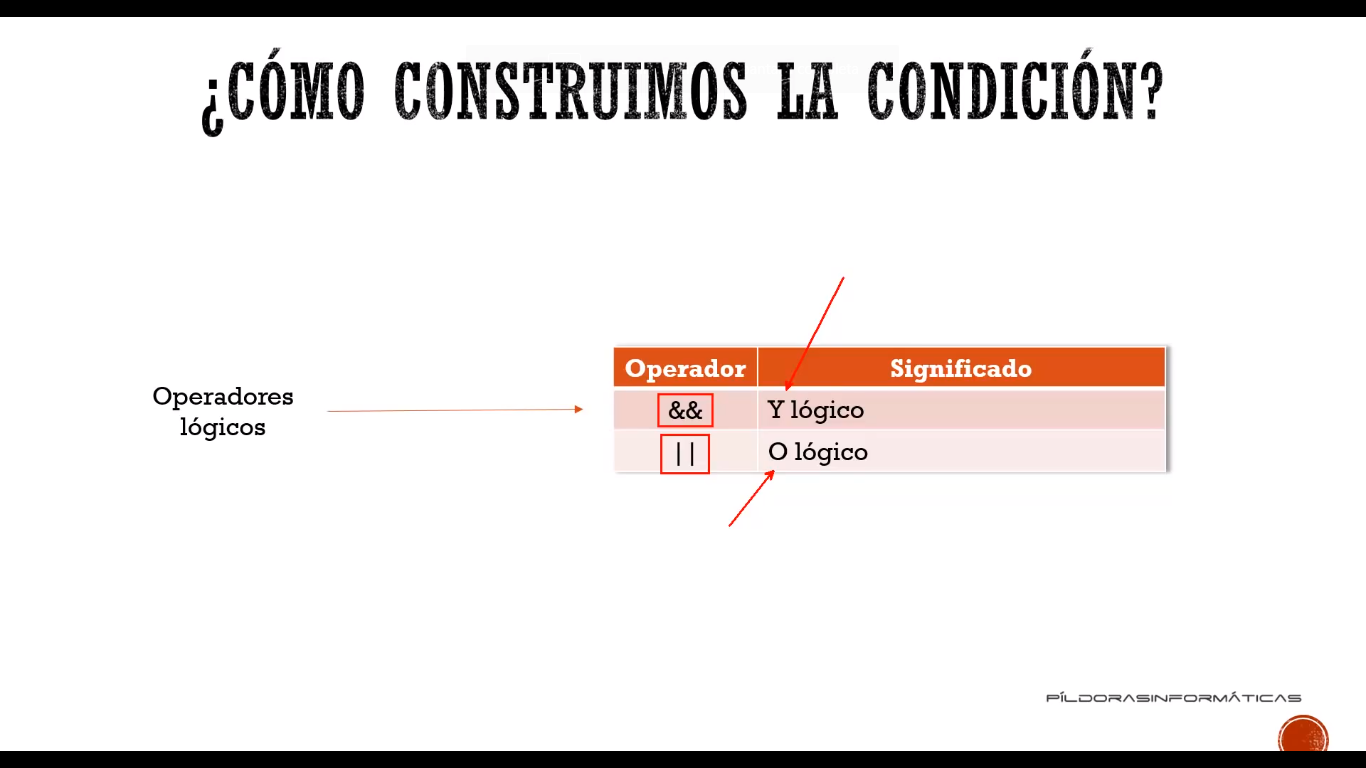 ¿CÓMO CONSTRUIMOS LA CONDICIÓN?
Operadores
lógicos
Operador Significado
&& Y lógico
|| O lógico
PÍLDORASINFORMÁTICAS